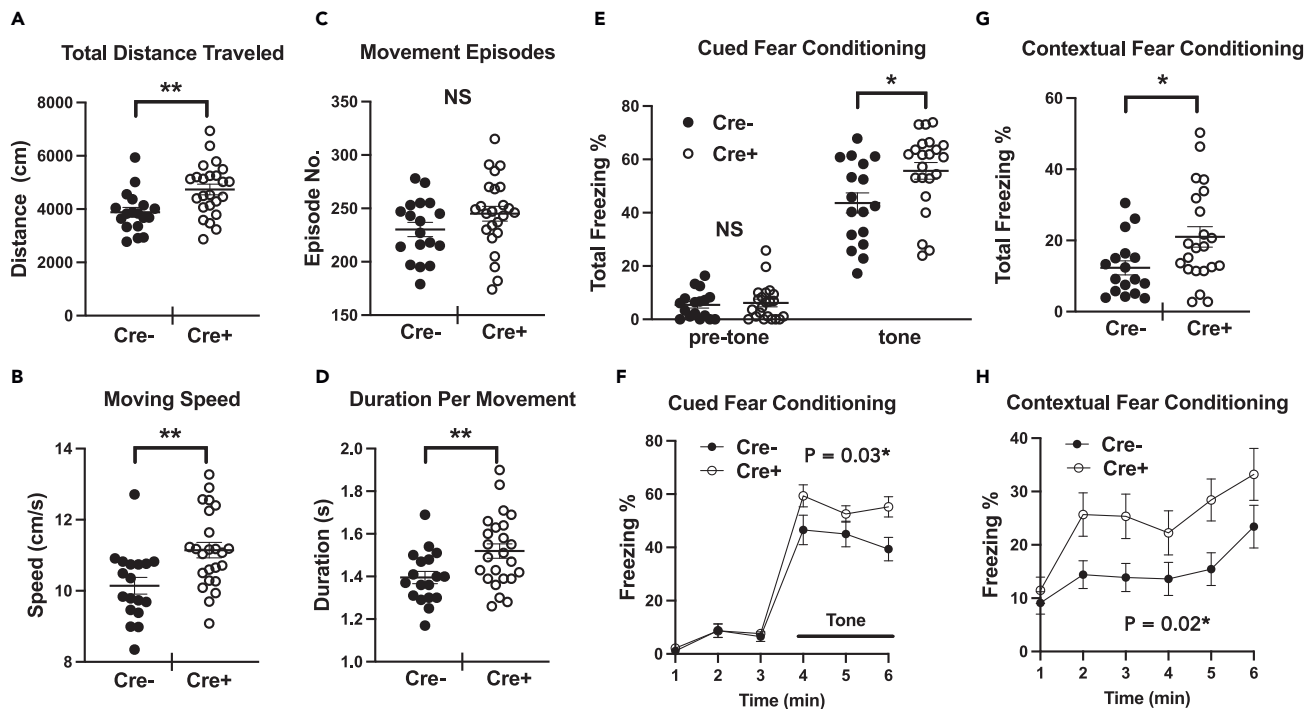 A
Total Distance Traveled
**
8000
6000
4000
2000
0
Distance (cm)
Cre-
Cre+
B
Moving Speed
**
14
12
10
8
Speed (cm/s)
Cre-
Cre+
C
Movement Episodes
NS
350
300
250
200
150
Episode No.
Cre-
Cre+
D
Duration Per Movement
**
2.0
1.8
1.6
1.4
1.2
1.0
Duration (s)
Cre-
Cre+
E
Cued Fear Conditioning
*
80
60
40
20
0
Total Freezing %
Cre-
Cre+
NS
pre-tone
tone
F
Cued Fear Conditioning
80
60
40
20
0
Freezing %
Cre-
Cre+
P = 0.03*
Tone
1 2 3 4 5 6
Time (min)
G
Contextual Fear Conditioning
*
60
40
20
0
Total Freezing %
Cre-
Cre+
H
Contextual Fear Conditioning
40
30
20
10
0
Freezing %
Cre-
Cre+
P = 0.02*
1 2 3 4 5 6
Time (min)